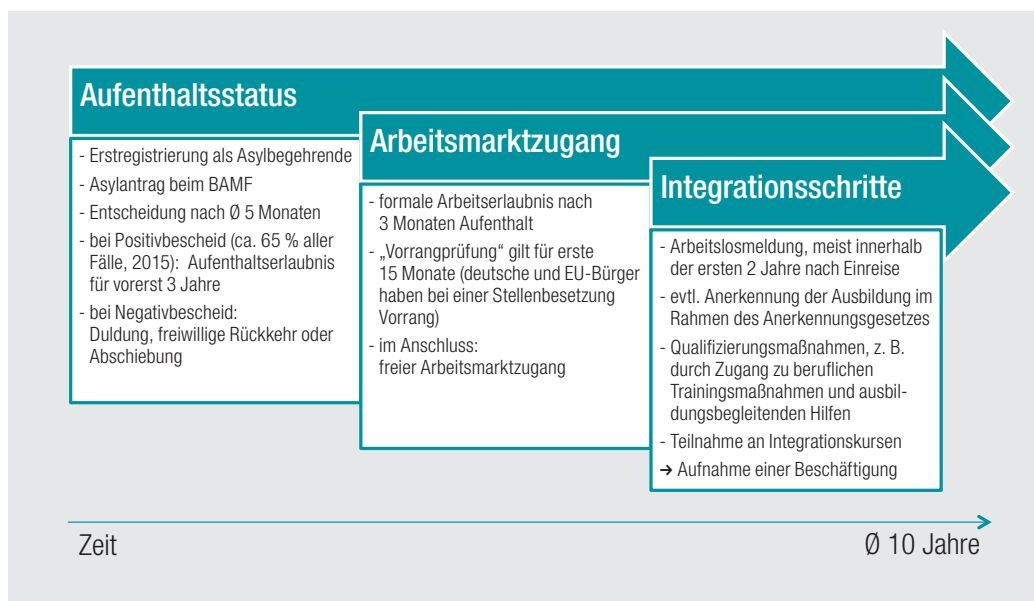 Aufenthaltsstatus
- Erstregistrierung als Asylbegehrende
- Asylantrag beim BAMF
- Entscheidung nach Ø 5 Monaten
- bei Positivbescheid (ca. 65 % aller
Fälle, 2015): Aufenthaltserlaubnis
für vorerst 3 Jahre
- bei Negativbescheid:
Duldung, freiwillige Rückkehr oder
Abschiebung
Arbeitsmarktzugang
- formale Arbeitserlaubnis nach
3 Monaten Aufenthalt
- „Vorrangprüfung“ gilt für erste
15 Monate (deutsche und EU-Bürger
haben bei einer Stellenbesetzung
Vorrang)
- im Anschluss:
freier Arbeitsmarktzugang
Integrationsschritte
- Arbeitslosmeldung, meist innerhalb
der ersten 2 Jahre nach Einreise
- evtl. Anerkennung der Ausbildung im
Rahmen des Anerkennungsgesetzes
- Qualifizierungsmaßnahmen, z. B.
durch Zugang zu beruflichen
Trainingsmaßnahmen und ausbil-
dungsbegleitenden Hilfen
- Teilnahme an Integrationskursen
→ Aufnahme einer Beschäftigung
Zeit
Ø 10 Jahre